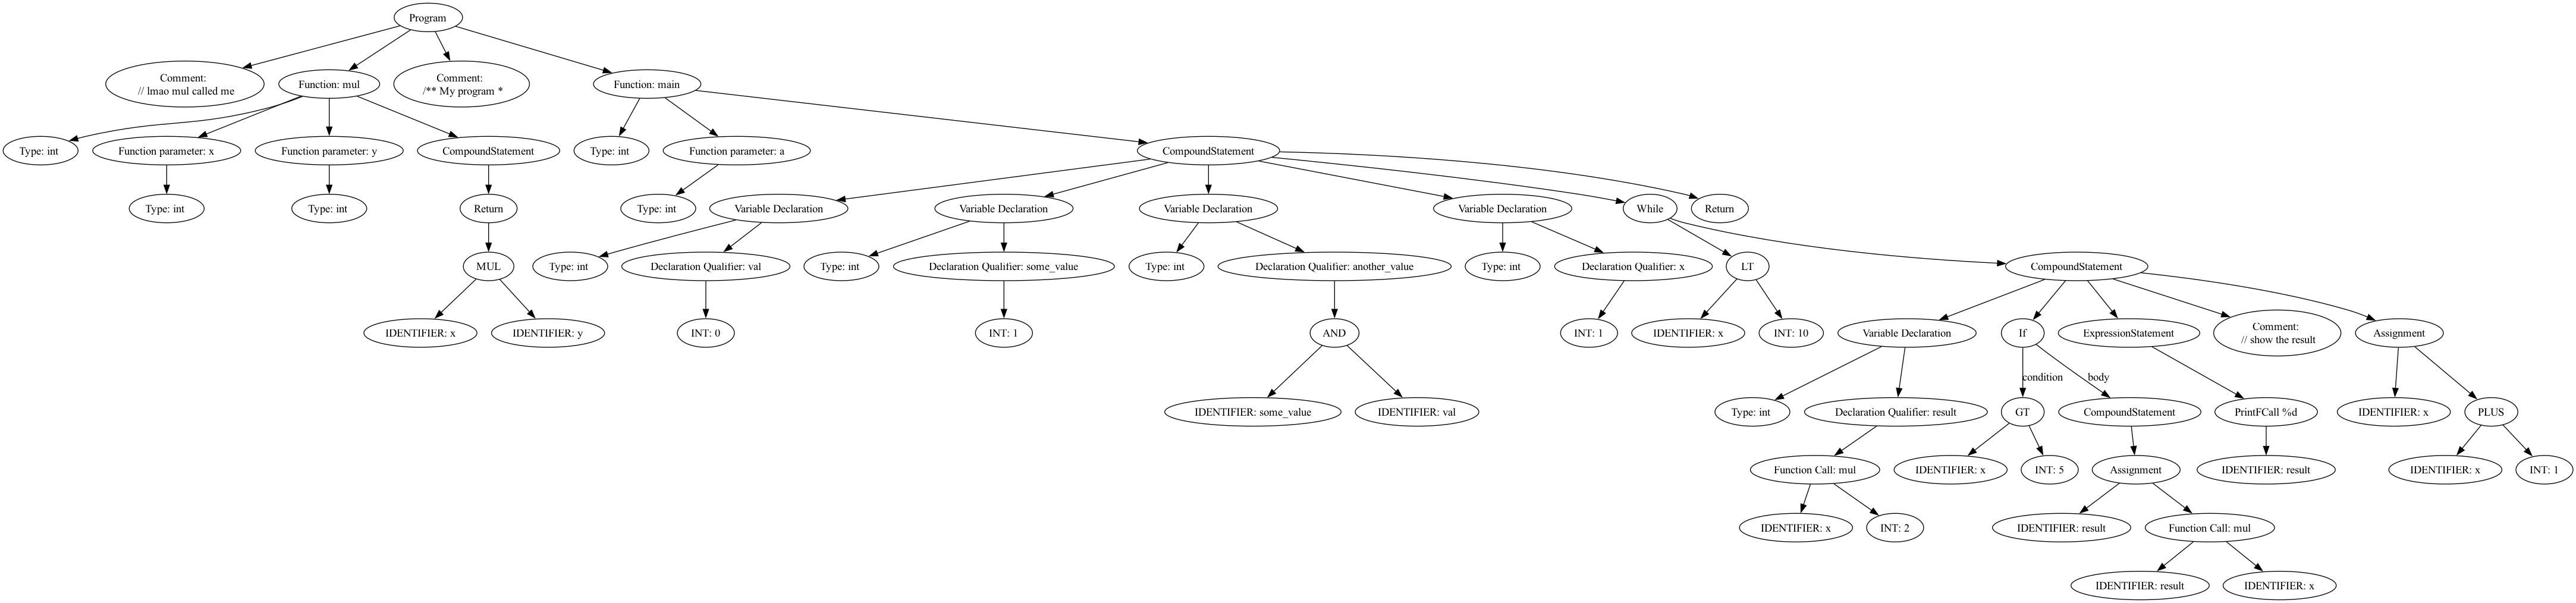 Program
Comment:
// lmao mul called me
Function: mul
Comment:
/** My program *
Function: main
Type: int
Function parameter: x
Function parameter: y
CompoundStatement
Type: int
Function parameter: a
CompoundStatement
Type: int
Type: int
Return
Type: int
Variable Declaration
Variable Declaration
Variable Declaration
Variable Declaration
While
Return
MUL
Type: int
Declaration Qualifier: val
Type: int
Declaration Qualifier: some_value
Type: int
Declaration Qualifier: another_value
Type: int
Declaration Qualifier: x
LT
CompoundStatement
IDENTIFIER: x
IDENTIFIER: y
INT: 0
INT: 1
AND
INT: 1
IDENTIFIER: x
INT: 10
Variable Declaration
If
ExpressionStatement
Comment:
// show the result
Assignment
condition
body
IDENTIFIER: some_value
IDENTIFIER: val
Type: int
Declaration Qualifier: result
GT
CompoundStatement
PrintFCall %d
IDENTIFIER: x
PLUS
Function Call: mul
IDENTIFIER: x
INT: 5
Assignment
IDENTIFIER: result
IDENTIFIER: x
INT: 1
IDENTIFIER: x
INT: 2
IDENTIFIER: result
Function Call: mul
IDENTIFIER: result
IDENTIFIER: x